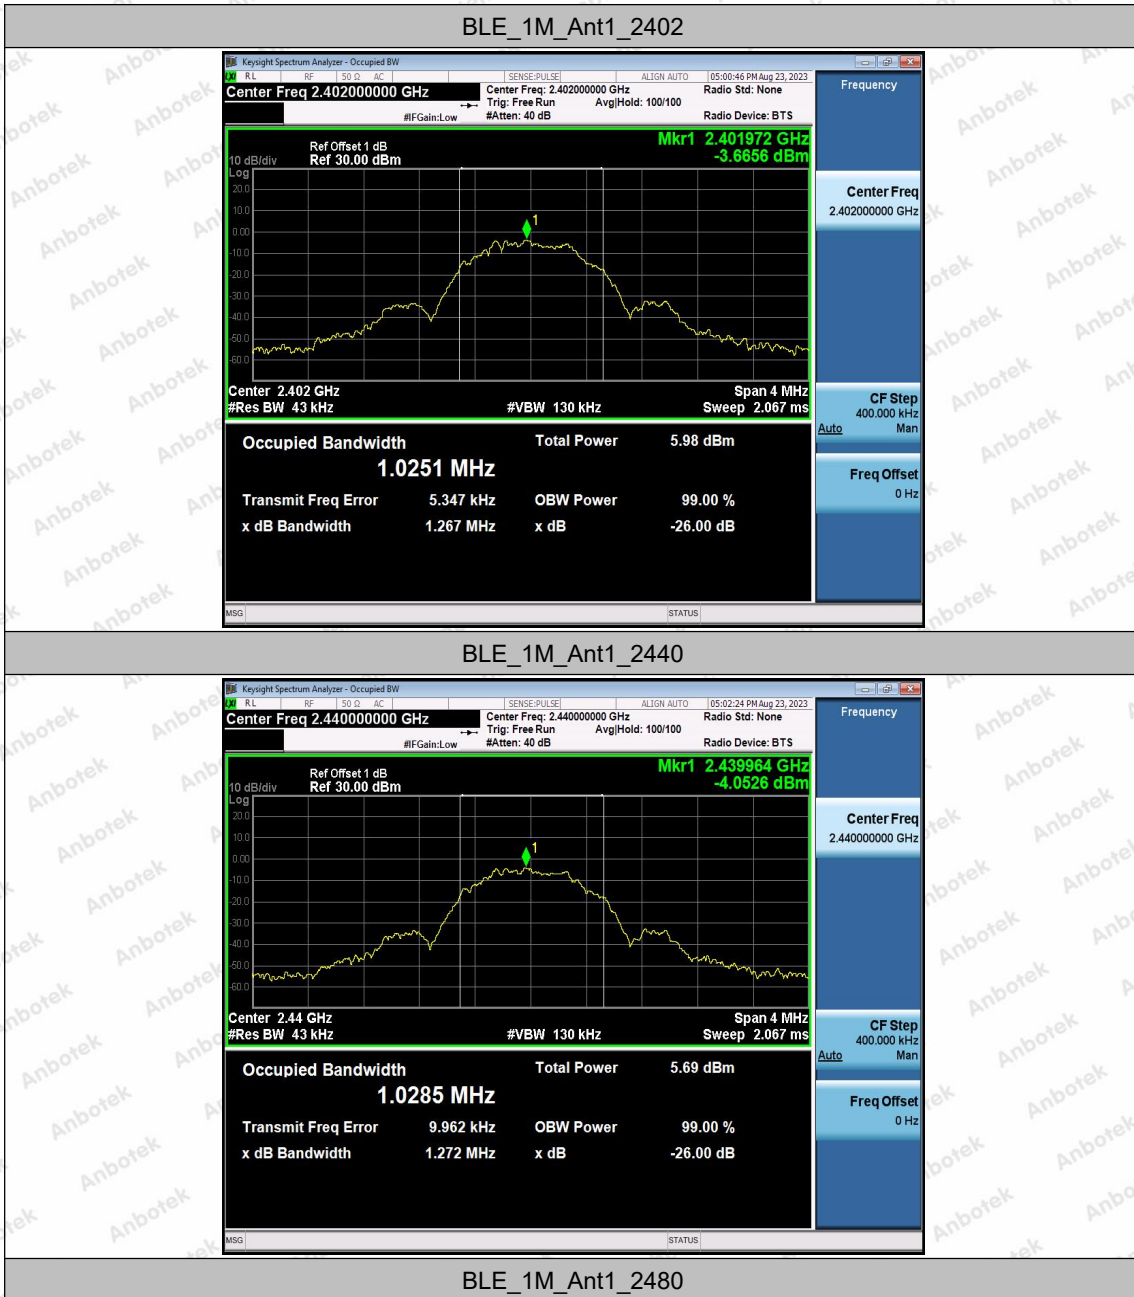 BLE_1M_Ant1_2402
Keysight Spectrum Analyzer - Occupied BW
LXI RL RF 50 Ω AC SENSE:PULSE ALIGN AUTO 05:00:46 PM Aug 23, 2023
Center Freq 2.402000000 GHz
Center Freq: 2.402000000 GHz Radio Std: None
Trig: Free Run Avg|Hold: 100/100
#IFGain:Low #Atten: 40 dB Radio Device: BTS
Frequency
Mkr1 2.401972 GHz
-3.6656 dBm
Ref Offset 1 dB
10 dB/div Ref 30.00 dBm
Log
20.0
10.0
0.00
-10.0
-20.0
-30.0
-40.0
-50.0
-60.0
1
Center Freq
2.402000000 GHz
Center 2.402 GHz Span 4 MHz
#Res BW 43 kHz #VBW 130 kHz Sweep 2.067 ms
CF Step
400.000 kHz
Auto Man
Freq Offset
0 Hz
Occupied Bandwidth Total Power 5.98 dBm
1.0251 MHz
Transmit Freq Error 5.347 kHz OBW Power 99.00 %
x dB Bandwidth 1.267 MHz x dB -26.00 dB
MSG STATUS
BLE_1M_Ant1_2440
Keysight Spectrum Analyzer - Occupied BW
LXI RL RF 50 Ω AC SENSE:PULSE ALIGN AUTO 05:02:24 PM Aug 23, 2023
Center Freq 2.440000000 GHz
Center Freq: 2.440000000 GHz Radio Std: None
Trig: Free Run Avg|Hold: 100/100
#IFGain:Low #Atten: 40 dB Radio Device: BTS
Frequency
Mkr1 2.439964 GHz
-4.0526 dBm
Ref Offset 1 dB
10 dB/div Ref 30.00 dBm
Log
20.0
10.0
0.00
-10.0
-20.0
-30.0
-40.0
-50.0
-60.0
1
Center Freq
2.440000000 GHz
Center 2.44 GHz Span 4 MHz
#Res BW 43 kHz #VBW 130 kHz Sweep 2.067 ms
CF Step
400.000 kHz
Auto Man
Freq Offset
0 Hz
Occupied Bandwidth Total Power 5.69 dBm
1.0285 MHz
Transmit Freq Error 9.962 kHz OBW Power 99.00 %
x dB Bandwidth 1.272 MHz x dB -26.00 dB
MSG STATUS
BLE_1M_Ant1_2480
Anbotek